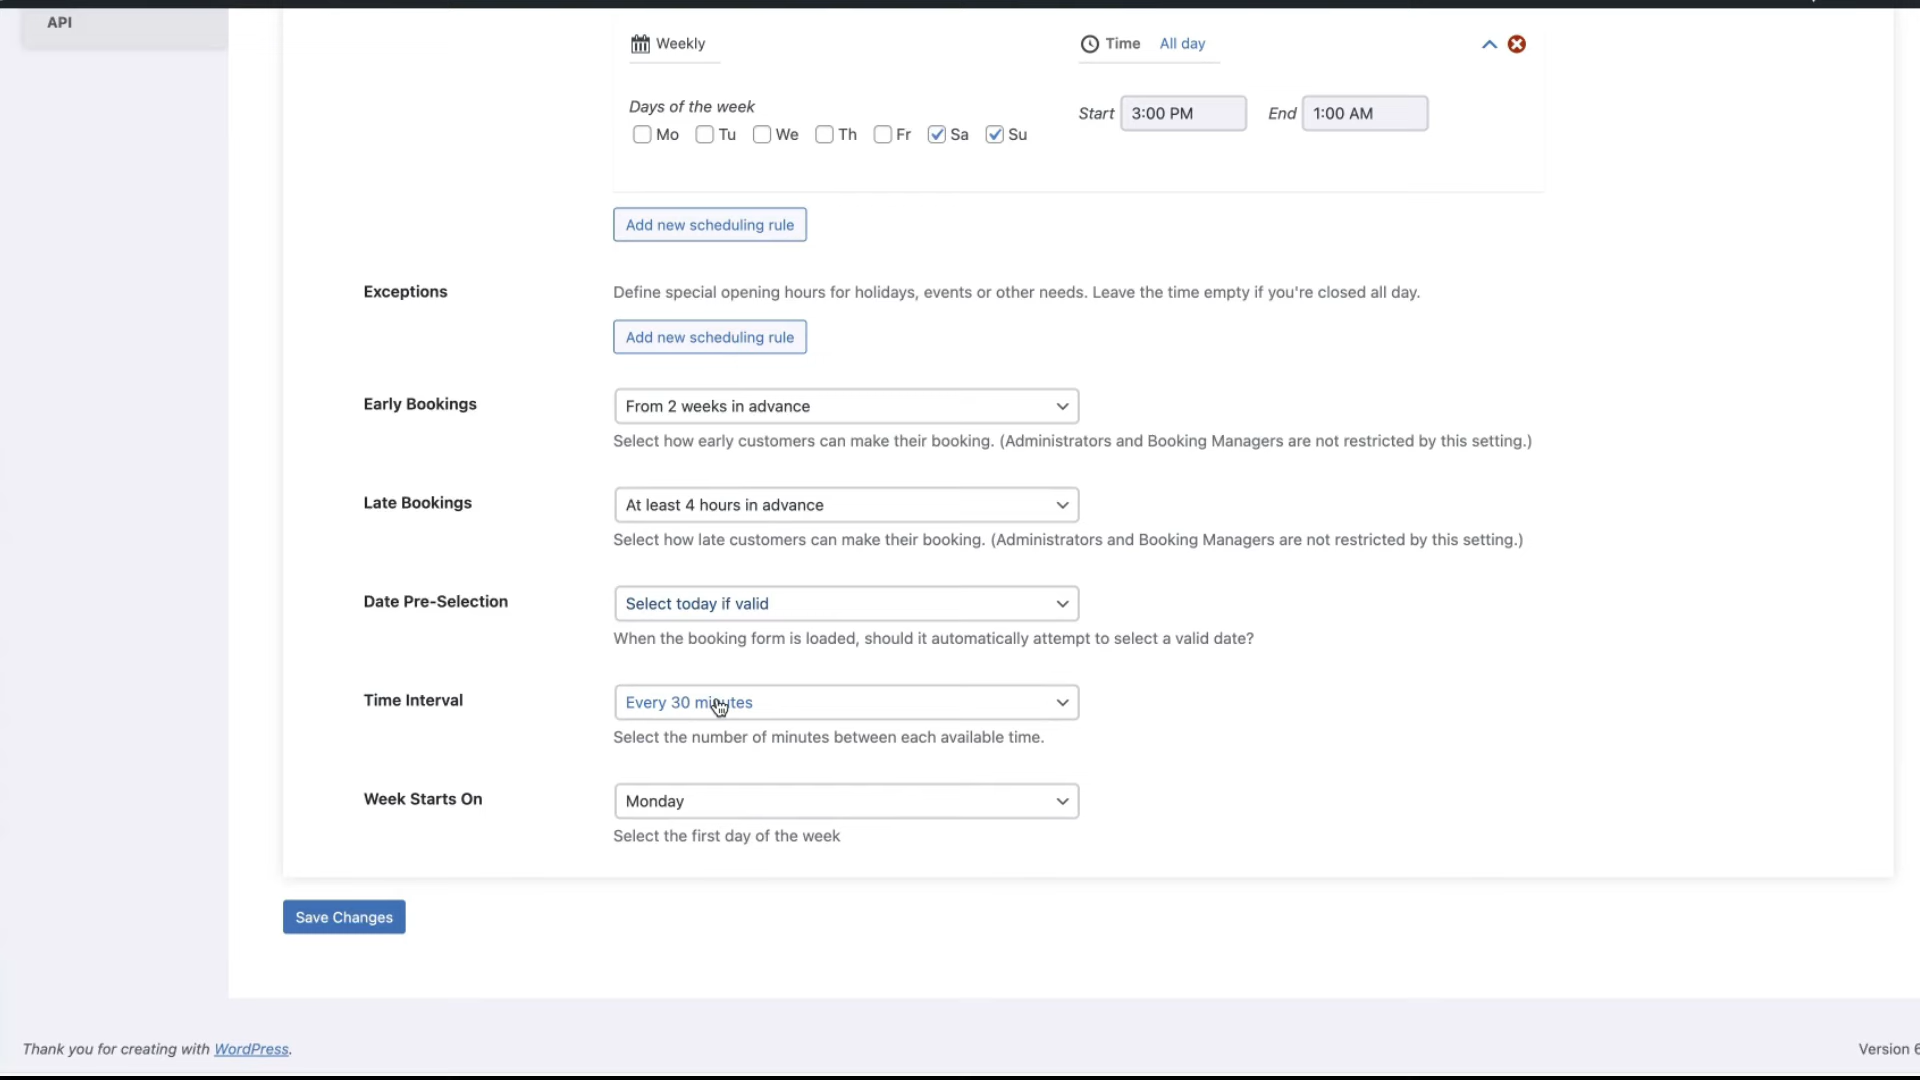 API
Weekly
Time All day
Days of the week
Start 3:00 PM End 1:00 AM
Mo Tu We Th Fr Sa Su
Add new scheduling rule
Exceptions
Define special opening hours for holidays, events or other needs. Leave the time empty if you're closed all day.
Add new scheduling rule
Early Bookings
From 2 weeks in advance
Select how early customers can make their booking. (Administrators and Booking Managers are not restricted by this setting.)
Late Bookings
At least 4 hours in advance
Select how late customers can make their booking. (Administrators and Booking Managers are not restricted by this setting.)
Date Pre-Selection
Select today if valid
When the booking form is loaded, should it automatically attempt to select a valid date?
Time Interval
Every 30 minutes
Select the number of minutes between each available time.
Week Starts On
Monday
Select the first day of the week
Save Changes
Thank you for creating with WordPress.
Version 6